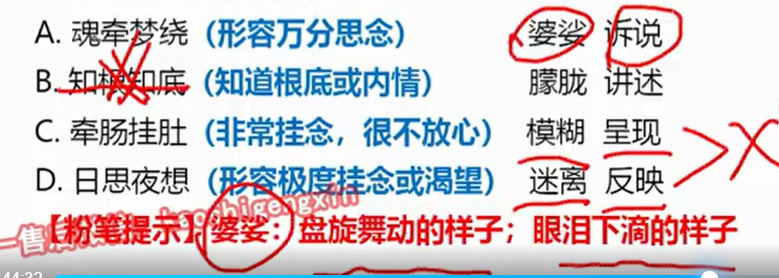 A. 魂牵梦绕（形容万分思念） 婆娑 诉说
B. 知根知底（知道根底或内情） 朦胧 讲述
C. 牵肠挂肚（非常挂念，很不放心） 模糊 呈现
D. 日思夜想（形容极度挂念或渴望） 迷离 反映
haoshigengxin
【粉笔提示】婆娑：盘旋舞动的样子；眼泪下滴的样子
一售后
44:32